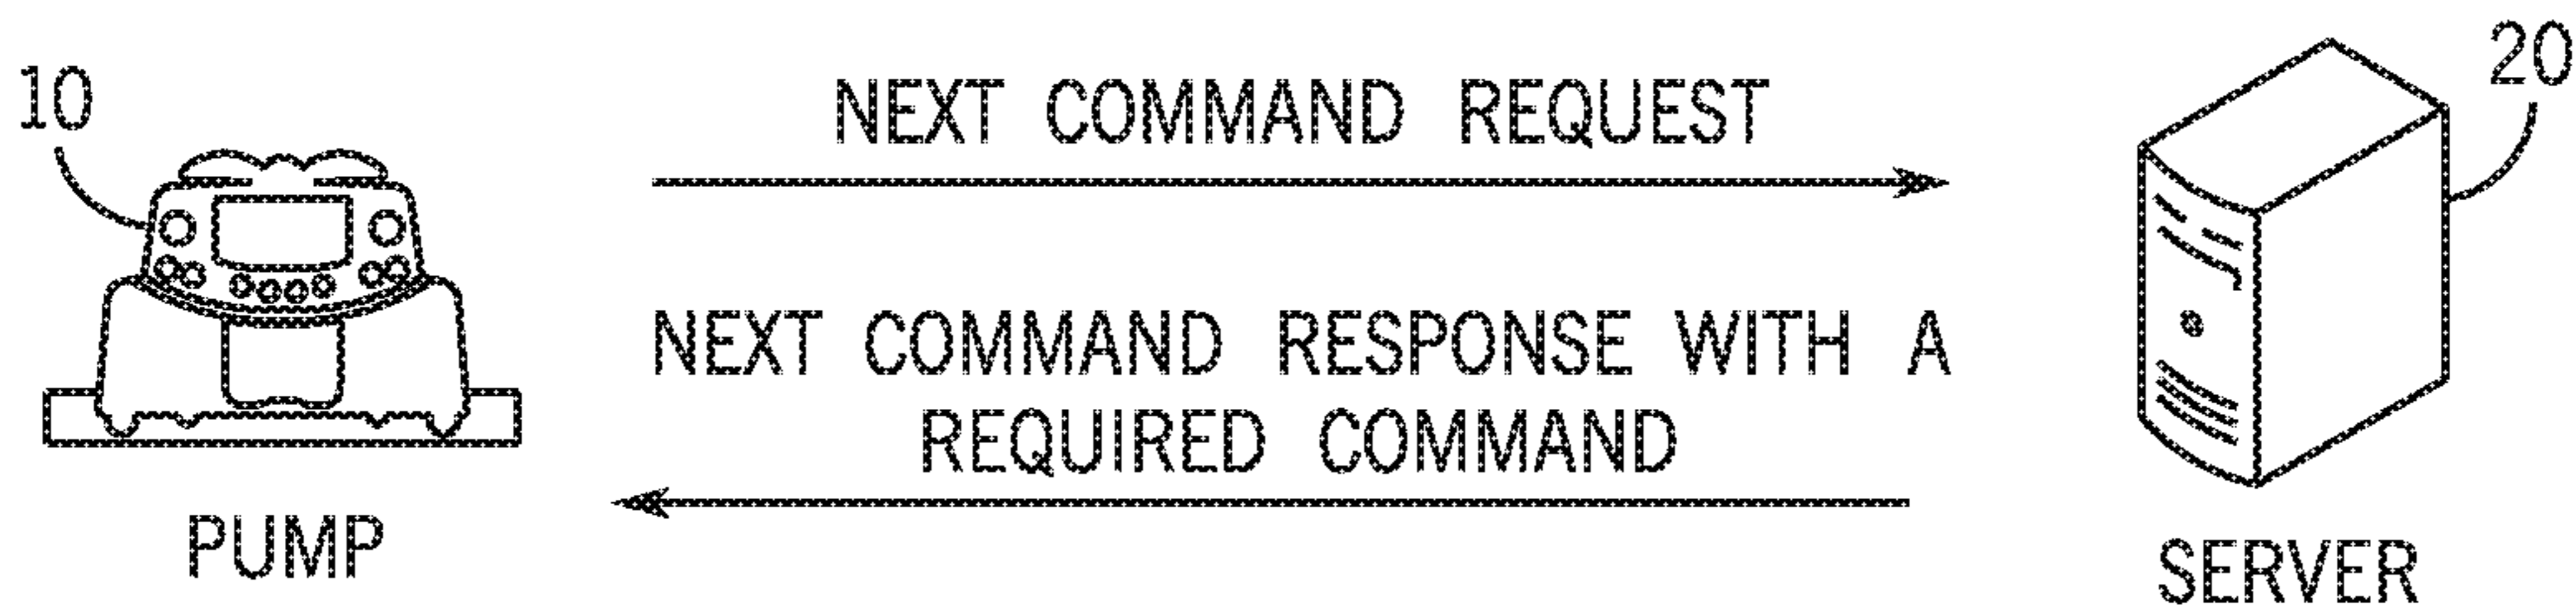 10
NEXT COMMAND REQUEST
20
NEXT COMMAND RESPONSE WITH A
REQUIRED COMMAND
PUMP
SERVER